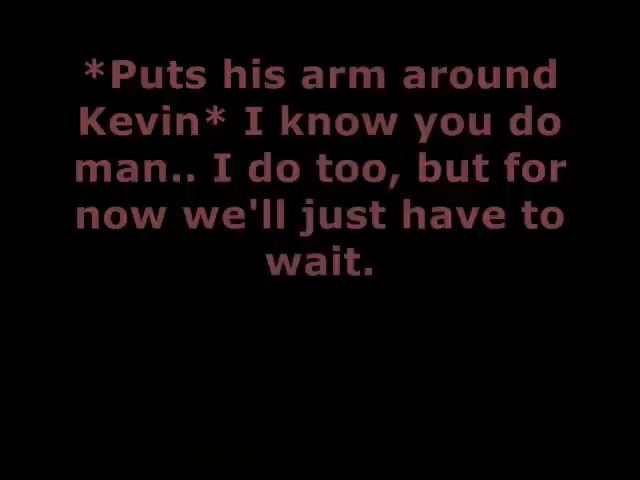 *Puts his arm around
Kevin* I know you do
man.. I do too, but for
now we'll just have to
wait.